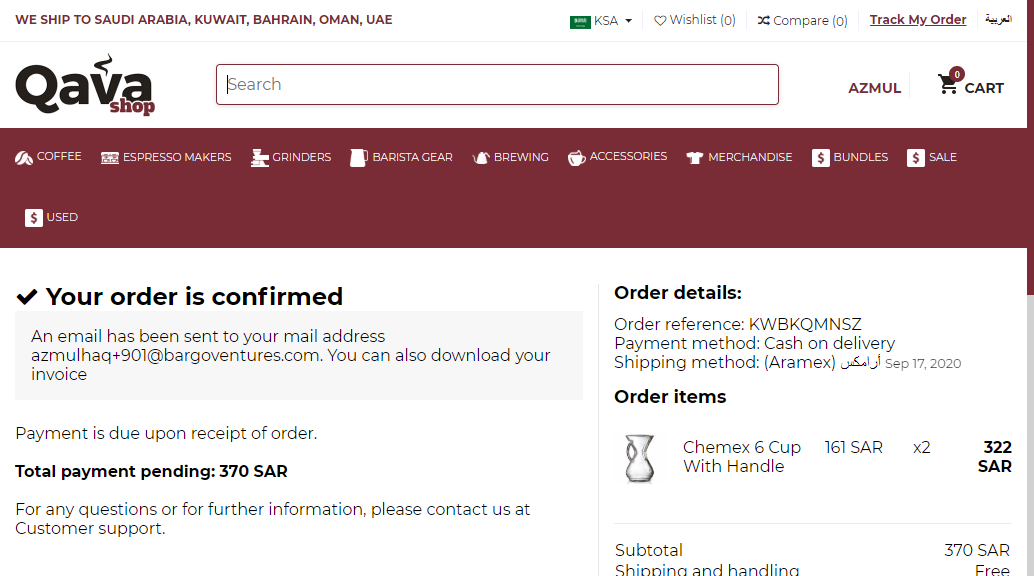 WE SHIP TO SAUDI ARABIA, KUWAIT, BAHRAIN, OMAN, UAE
KSA
Wishlist (0)
Compare (0)
Track My Order
العربية
Qava
shop
Search
AZMUL
0
CART
COFFEE
ESPRESSO MAKERS
GRINDERS
BARISTA GEAR
BREWING
ACCESSORIES
MERCHANDISE
$ BUNDLES
$ SALE
$ USED
Your order is confirmed
An email has been sent to your mail address
azmulhaq+901@bargoventures.com. You can also download your
invoice
Payment is due upon receipt of order.
Total payment pending: 370 SAR
For any questions or for further information, please contact us at
Customer support.
Order details:
Order reference: KWBKQMNSZ
Payment method: Cash on delivery
Shipping method: (Aramex) أرامكس Sep 17, 2020
Order items
Chemex 6 Cup 161 SAR x2 322
With Handle SAR
Subtotal 370 SAR
Shipping and handling Free